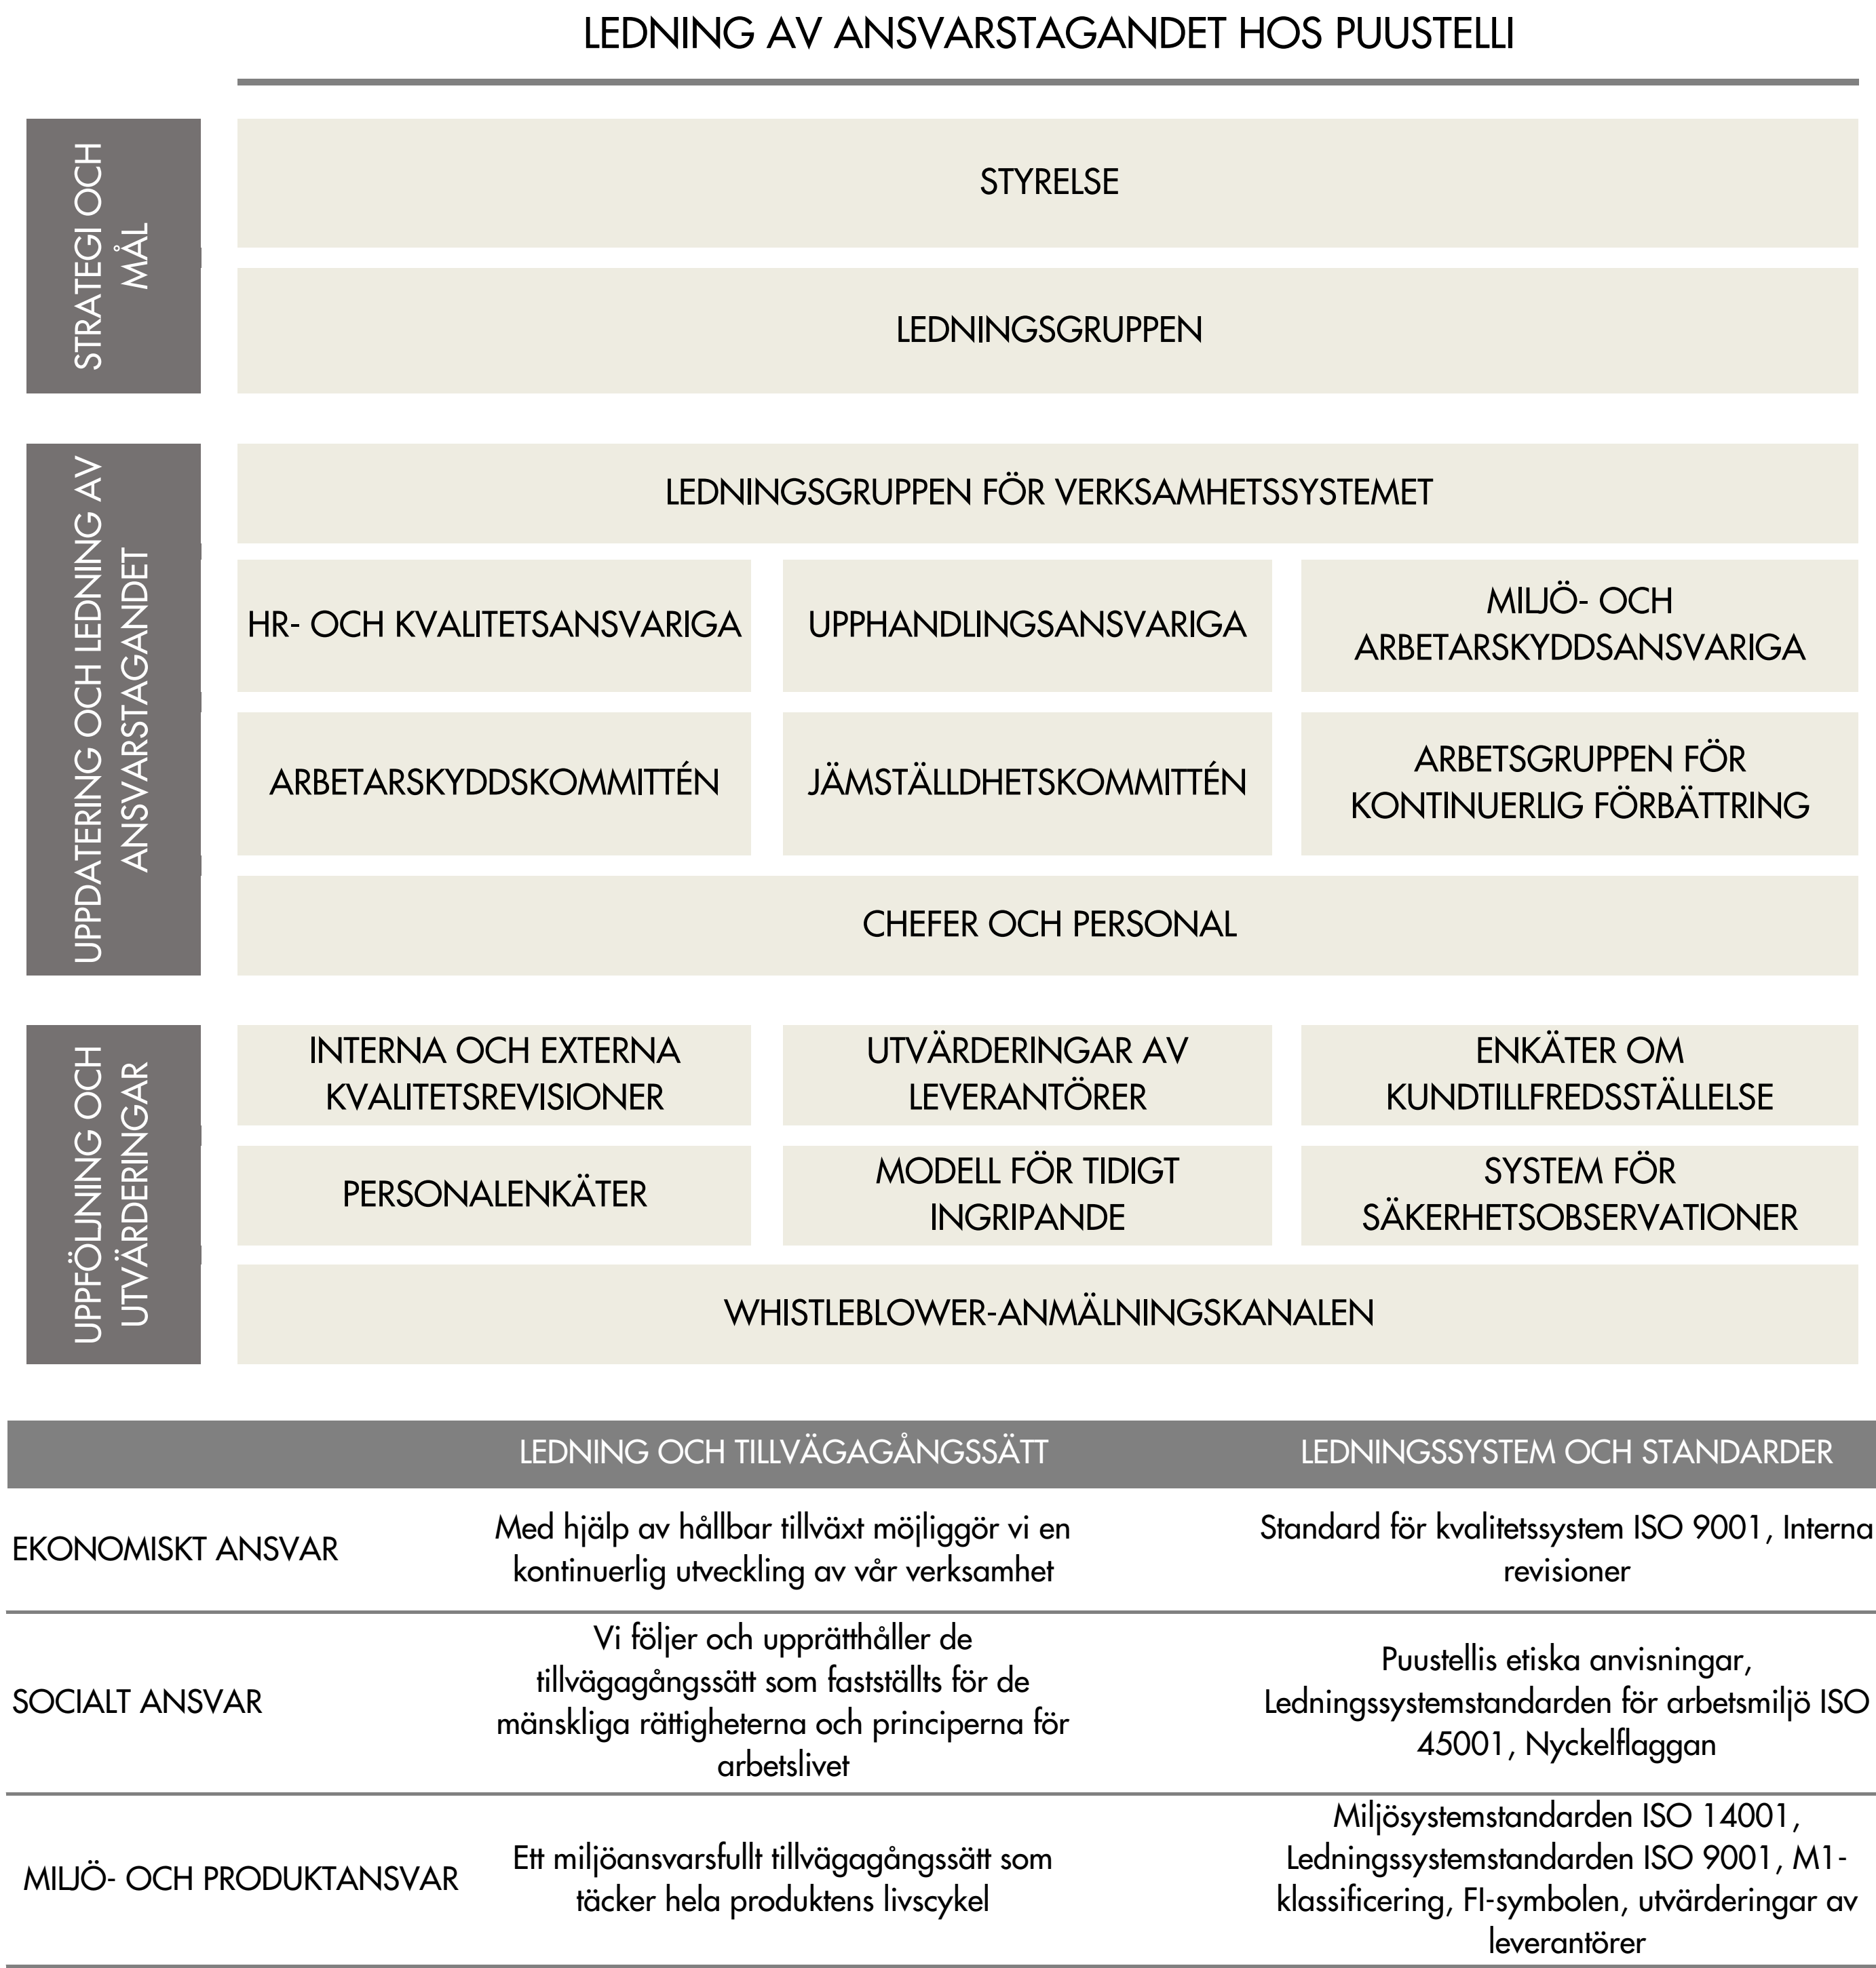 LEDNING AV ANSVARSTAGANDET HOS PUUSTELLI
STRATEGI OCH
MÅL
STYRELSE
LEDNINGSGRUPPEN
UPPDATERING OCH LEDNING AV
ANSVARSTAGANDET
LEDNINGSGRUPPEN FÖR VERKSAMHETSSYSTEMET
HR- OCH KVALITETSANSVARIGA
UPPHANDLINGSANSVARIGA
MILJÖ- OCH
ARBETARSKYDDSANSVARIGA
ARBETARSKYDDSKOMMITTÉN
JÄMSTÄLLDHETSKOMMITTÉN
ARBETSGRUPPEN FÖR
KONTINUERLIG FÖRBÄTTRING
CHEFER OCH PERSONAL
UPPFÖLJNING OCH
UTVÄRDERINGAR
INTERNA OCH EXTERNA
KVALITETSREVISIONER
UTVÄRDERINGAR AV
LEVERANTÖRER
ENKÄTER OM
KUNDTILLFREDSSTÄLLELSE
PERSONALENKÄTER
MODELL FÖR TIDIGT
INGRIPANDE
SYSTEM FÖR
SÄKERHETSOBSERVATIONER
WHISTLEBLOWER-ANMÄLNINGSKANALEN
LEDNING OCH TILLVÄGAGÅNGSSÄTT
LEDNINGSSYSTEM OCH STANDARDER
EKONOMISKT ANSVAR
Med hjälp av hållbar tillväxt möjliggör vi en
kontinuerlig utveckling av vår verksamhet
Standard för kvalitetssystem ISO 9001, Interna
revisioner
SOCIALT ANSVAR
Vi följer och upprätthåller de
tillvägagångssätt som fastställts för de
mänskliga rättigheterna och principerna för
arbetslivet
Puustellis etiska anvisningar,
Ledningssystemstandarden för arbetsmiljö ISO
45001, Nyckelflaggan
MILJÖ- OCH PRODUKTANSVAR
Ett miljöansvarsfullt tillvägagångssätt som
täcker hela produktens livscykel
Miljösystemstandarden ISO 14001,
Ledningssystemstandarden ISO 9001, M1-
klassificering, FI-symbolen, utvärderingar av
leverantörer